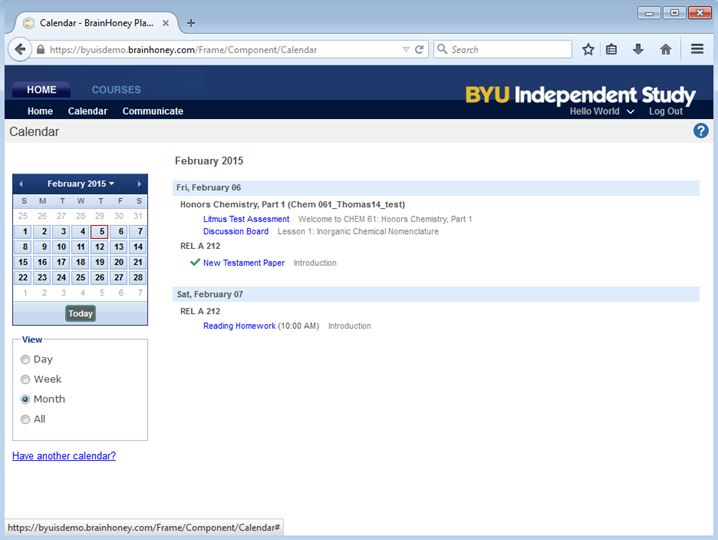 Calendar - BrainHoney Pla...
https://byuisdemo.brainhoney.com/Frame/Component/Calendar
Search
HOME COURSES
BYU Independent Study
Home Calendar Communicate
Hello World Log Out
Calendar
?
February 2015
February 2015
S M T W T F S
25 26 27 28 29 30 31
1 2 3 4 5 6 7
8 9 10 11 12 13 14
15 16 17 18 19 20 21
22 23 24 25 26 27 28
1 2 3 4 5 6 7
Today
View
Day
Week
Month
All
Have another calendar?
Fri, February 06
Honors Chemistry, Part 1 (Chem 061_Thomas14_test)
Litmus Test Assesment Welcome to CHEM 61: Honors Chemistry, Part 1
Discussion Board Lesson 1: Inorganic Chemical Nomenclature
REL A 212
New Testament Paper Introduction
Sat, February 07
REL A 212
Reading Homework (10:00 AM) Introduction
https://byuisdemo.brainhoney.com/Frame/Component/Calendar#